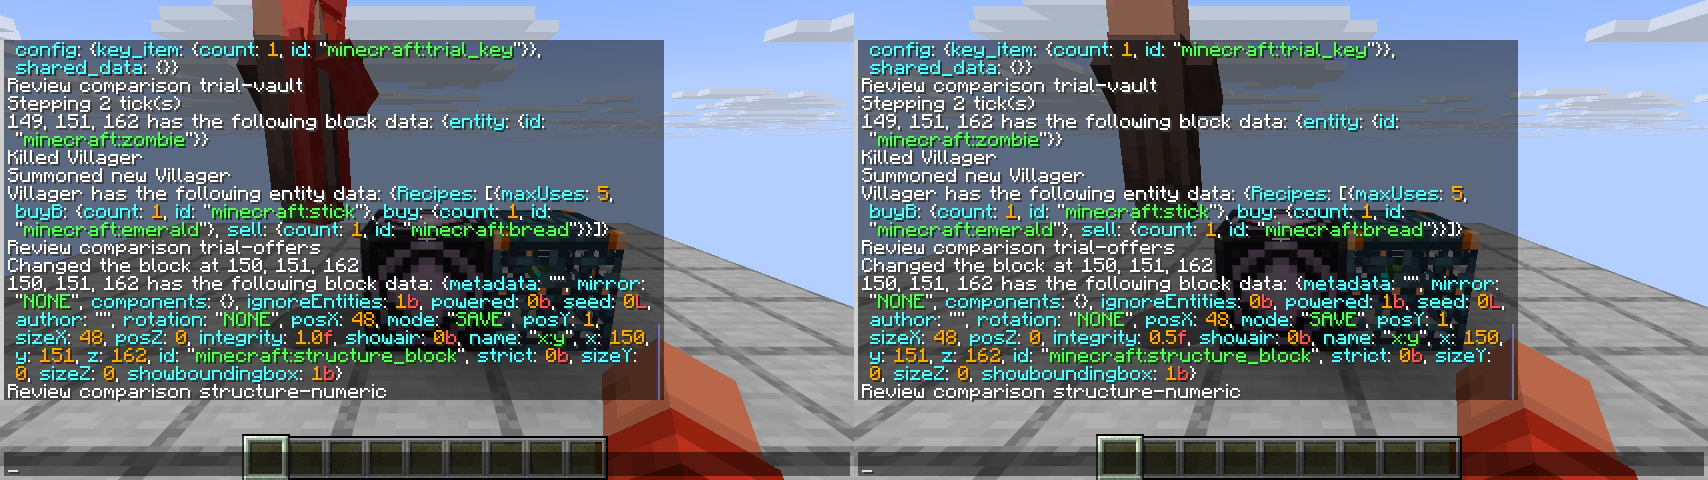 config: {key_item: {count: 1, id: "minecraft:trial_key"}},
shared_data: {}}
Review comparison trial-vault
Stepping 2 tick(s)
149, 151, 162 has the following block data: {entity: {id:
"minecraft:zombie"}}
Killed Villager
Summoned new Villager
Villager has the following entity data: {Recipes: [{maxUses: 5,
buyB: {count: 1, id: "minecraft:stick"}, buy: {count: 1, id:
"minecraft:emerald"}, sell: {count: 1, id: "minecraft:bread"}}]}
Review comparison trial-offers
Changed the block at 150, 151, 162
150, 151, 162 has the following block data: {metadata: "", mirror:
"NONE", components: {}, ignoreEntities: 1b, powered: 0b, seed: 0L,
author: "", rotation: "NONE", posX: 48, mode: "SAVE", posY: 1,
sizeX: 48, posZ: 0, integrity: 1.0f, showair: 0b, name: "x:y", x: 150,
y: 151, z: 162, id: "minecraft:structure_block", strict: 0b, sizeY:
0, sizeZ: 0, showboundingbox: 1b}
Review comparison structure-numeric
_
config: {key_item: {count: 1, id: "minecraft:trial_key"}},
shared_data: {}}
Review comparison trial-vault
Stepping 2 tick(s)
149, 151, 162 has the following block data: {entity: {id:
"minecraft:zombie"}}
Killed Villager
Summoned new Villager
Villager has the following entity data: {Recipes: [{maxUses: 5,
buyB: {count: 1, id: "minecraft:stick"}, buy: {count: 1, id:
"minecraft:emerald"}, sell: {count: 1, id: "minecraft:bread"}}]}
Review comparison trial-offers
Changed the block at 150, 151, 162
150, 151, 162 has the following block data: {metadata: "", mirror:
"NONE", components: {}, ignoreEntities: 0b, powered: 1b, seed: 0L,
author: "", rotation: "NONE", posX: 48, mode: "SAVE", posY: 1,
sizeX: 48, posZ: 0, integrity: 0.5f, showair: 0b, name: "x:y", x: 150,
y: 151, z: 162, id: "minecraft:structure_block", strict: 0b, sizeY:
0, sizeZ: 0, showboundingbox: 1b}
Review comparison structure-numeric
_